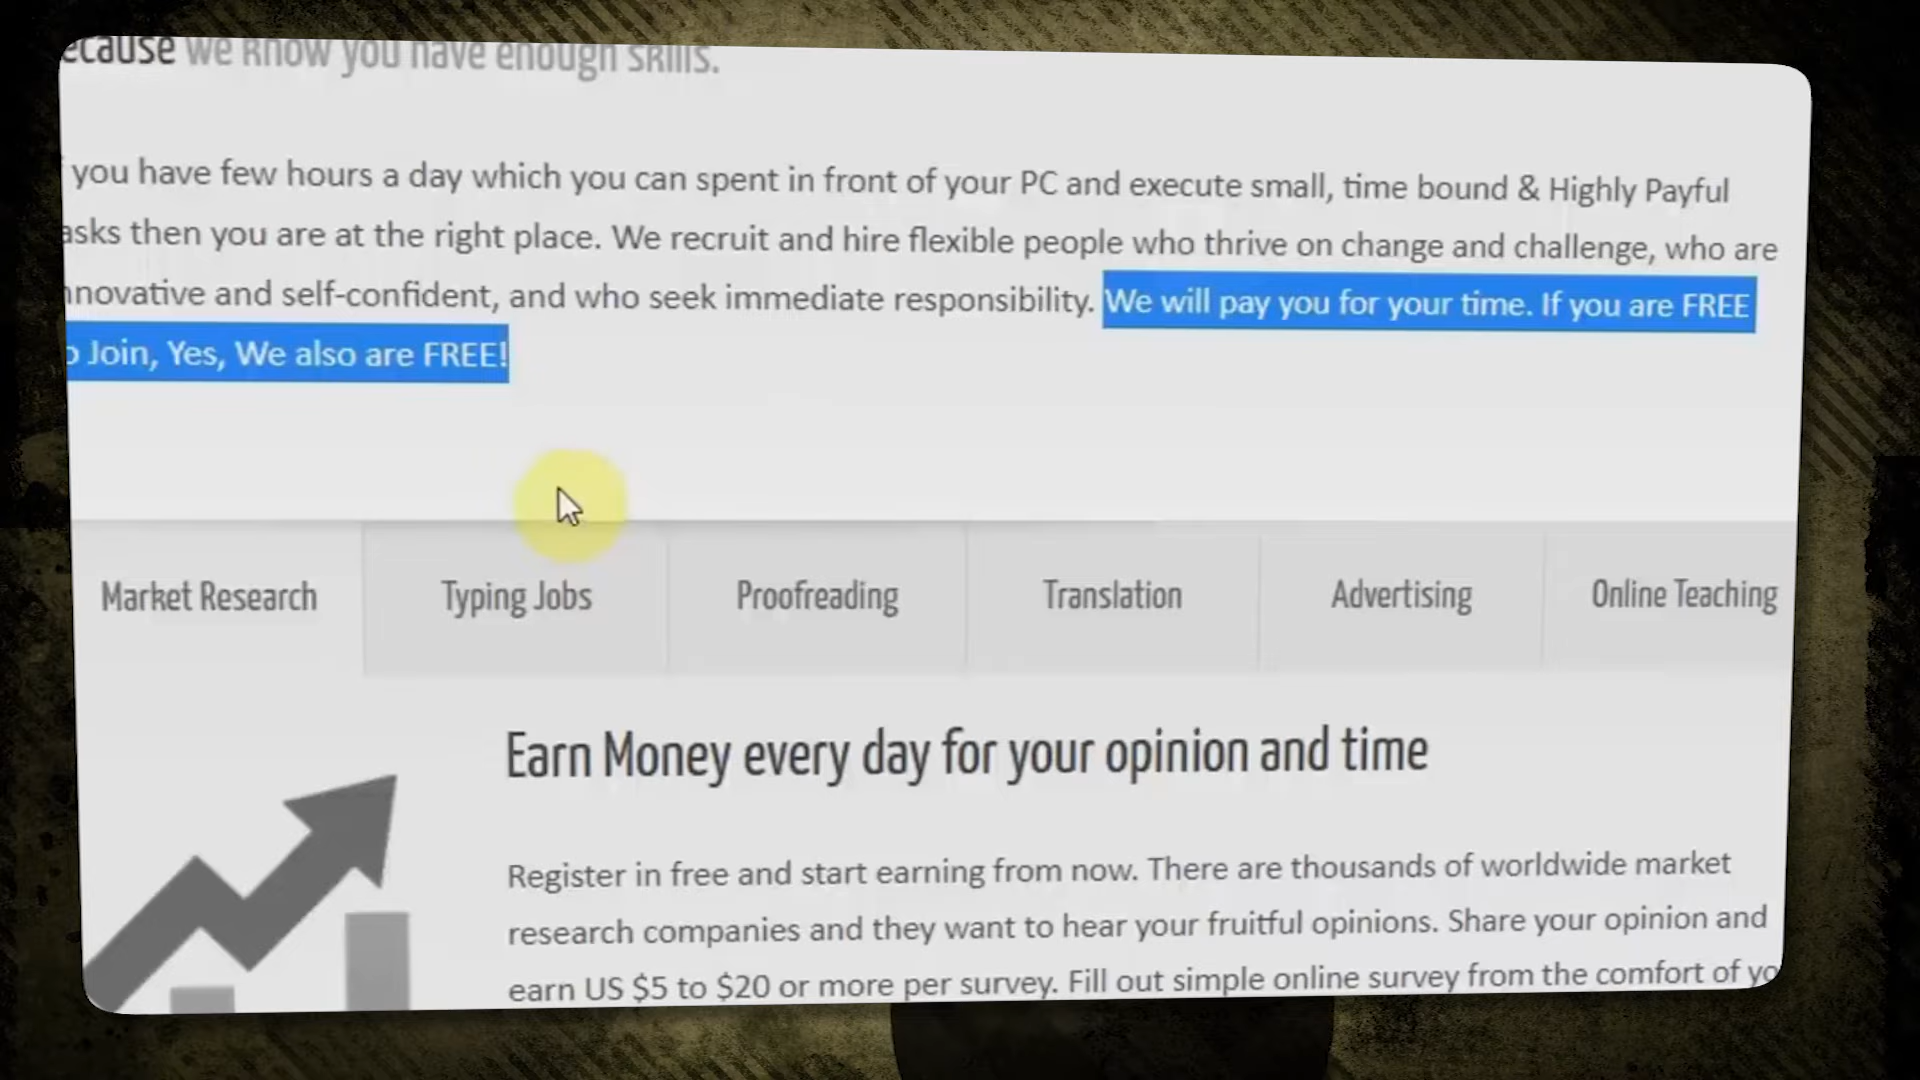 ecause we know you have enough skills.
you have few hours a day which you can spent in front of your PC and execute small, time bound & Highly Payful
asks then you are at the right place. We recruit and hire flexible people who thrive on change and challenge, who are
nnovative and self-confident, and who seek immediate responsibility. We will pay you for your time. If you are FREE
o Join, Yes, We also are FREE!
Market Research Typing Jobs Proofreading Translation Advertising Online Teaching
Earn Money every day for your opinion and time
Register in free and start earning from now. There are thousands of worldwide market
research companies and they want to hear your fruitful opinions. Share your opinion and
earn US $5 to $20 or more per survey. Fill out simple online survey from the comfort of yo